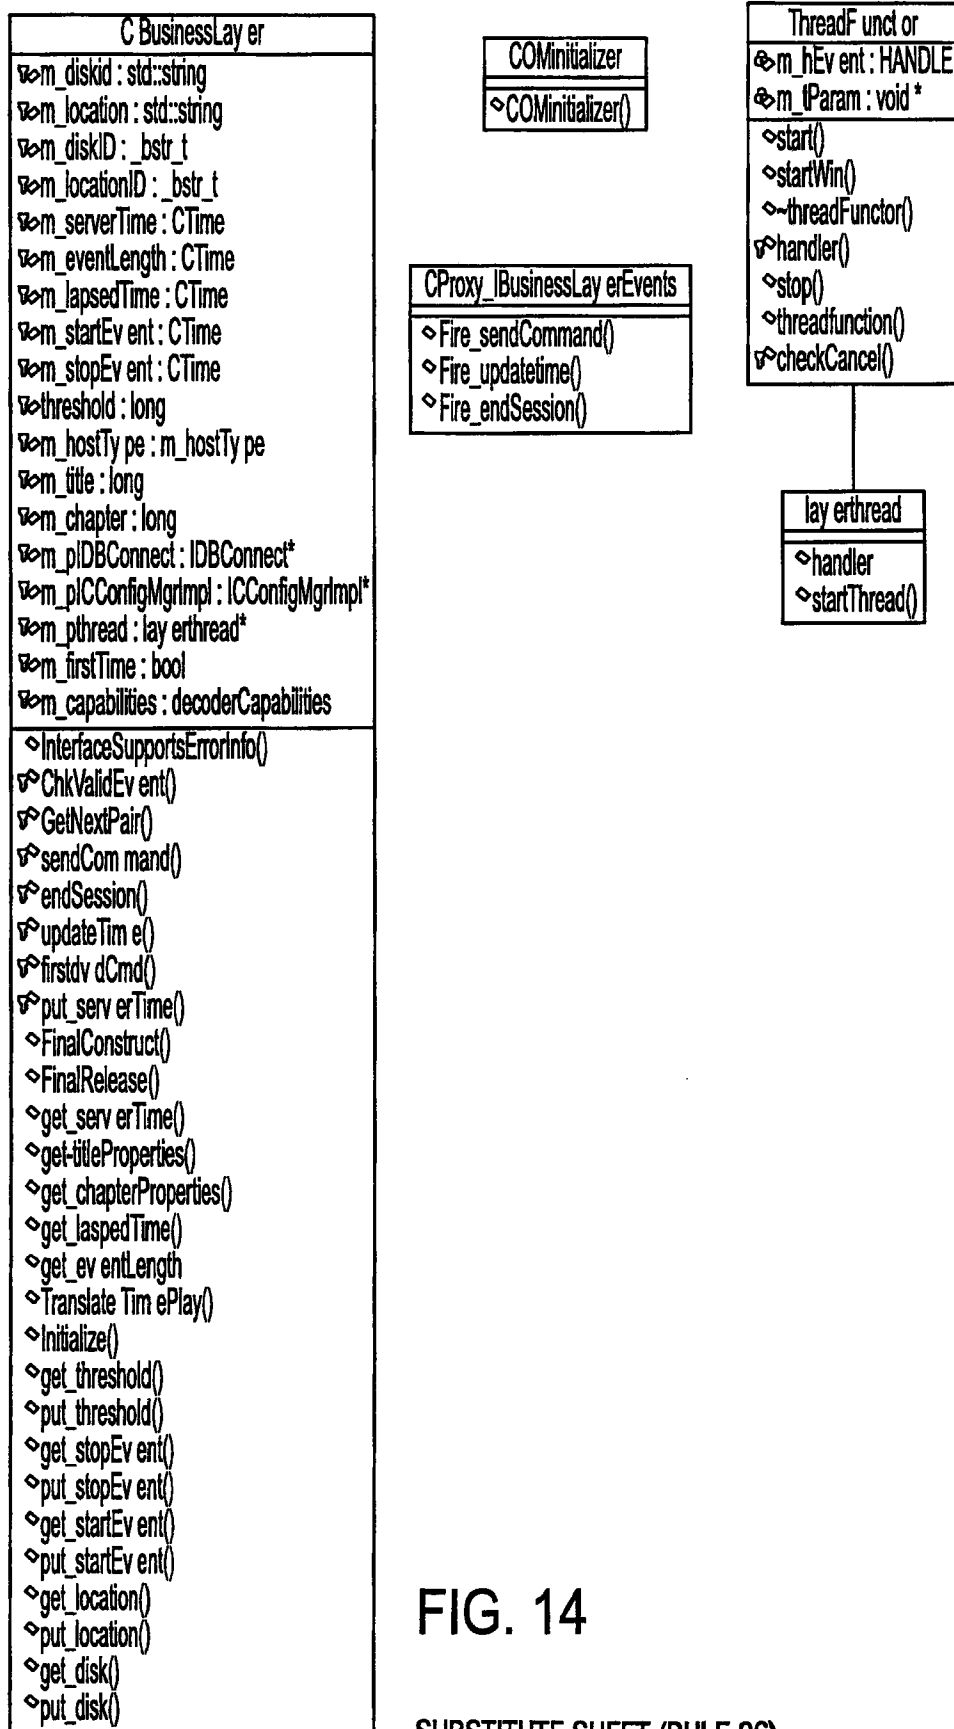 C BusinessLay er
m_diskid : std::string
m_location : std::string
m_diskID : _bstr_t
m_locationID : _bstr_t
m_serverTime : CTime
m_eventLength : CTime
m_lapsedTime : CTime
m_startEv ent : CTime
m_stopEv ent : CTime
threshold : long
m_hostTy pe : m_hostTy pe
m_title : long
m_chapter : long
m_pIDBConnect : IDBConnect*
m_pICConfigMgrImpl : ICConfigMgrImpl*
m_pthread : lay erthread*
m_firstTime : bool
m_capabilities : decoderCapabilities
InterfaceSupportsErrorInfo()
ChkValidEv ent()
GetNextPair()
sendCom mand()
endSession()
updateTim e()
firstdv dCmd()
put_serv erTime()
FinalConstruct()
FinalRelease()
get_serv erTime()
get-titleProperties()
get_chapterProperties()
get_laspedTime()
get_ev entLength
Translate Tim ePlay()
Initialize()
get_threshold()
put_threshold()
get_stopEv ent()
put_stopEv ent()
get_startEv ent()
put_startEv ent()
get_location()
put_location()
get_disk()
put_disk()
COMinitializer
COMinitializer()
CProxy_IBusinessLay erEvents
Fire_sendCommand()
Fire_updatetime()
Fire_endSession()
ThreadF unct or
m_hEv ent : HANDLE
m_tParam : void *
start()
startWin()
~threadFunctor()
handler()
stop()
threadfunction()
checkCancel()
lay erthread
handler
startThread()
FIG. 14
SUBSTITUTE SHEET (RULE 26)